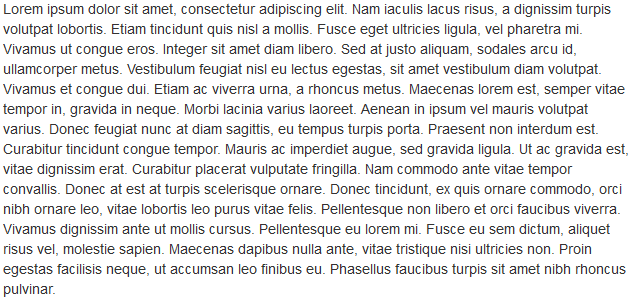 Lorem ipsum dolor sit amet, consectetur adipiscing elit. Nam iaculis lacus risus, a dignissim turpis
volutpat lobortis. Etiam tincidunt quis nisl a mollis. Fusce eget ultricies ligula, vel pharetra mi.
Vivamus ut congue eros. Integer sit amet diam libero. Sed at justo aliquam, sodales arcu id,
ullamcorper metus. Vestibulum feugiat nisl eu lectus egestas, sit amet vestibulum diam volutpat.
Vivamus et congue dui. Etiam ac viverra urna, a rhoncus metus. Maecenas lorem est, semper vitae
tempor in, gravida in neque. Morbi lacinia varius laoreet. Aenean in ipsum vel mauris volutpat
varius. Donec feugiat nunc at diam sagittis, eu tempus turpis porta. Praesent non interdum est.
Curabitur tincidunt congue tempor. Mauris ac imperdiet augue, sed gravida ligula. Ut ac gravida est,
vitae dignissim erat. Curabitur placerat vulputate fringilla. Nam commodo ante vitae tempor
convallis. Donec at est at turpis scelerisque ornare. Donec tincidunt, ex quis ornare commodo, orci
nibh ornare leo, vitae lobortis leo purus vitae felis. Pellentesque non libero et orci faucibus viverra.
Vivamus dignissim ante ut mollis cursus. Pellentesque eu lorem mi. Fusce eu sem dictum, aliquet
risus vel, molestie sapien. Maecenas dapibus nulla ante, vitae tristique nisi ultricies non. Proin
egestas facilisis neque, ut accumsan leo finibus eu. Phasellus faucibus turpis sit amet nibh rhoncus
pulvinar.